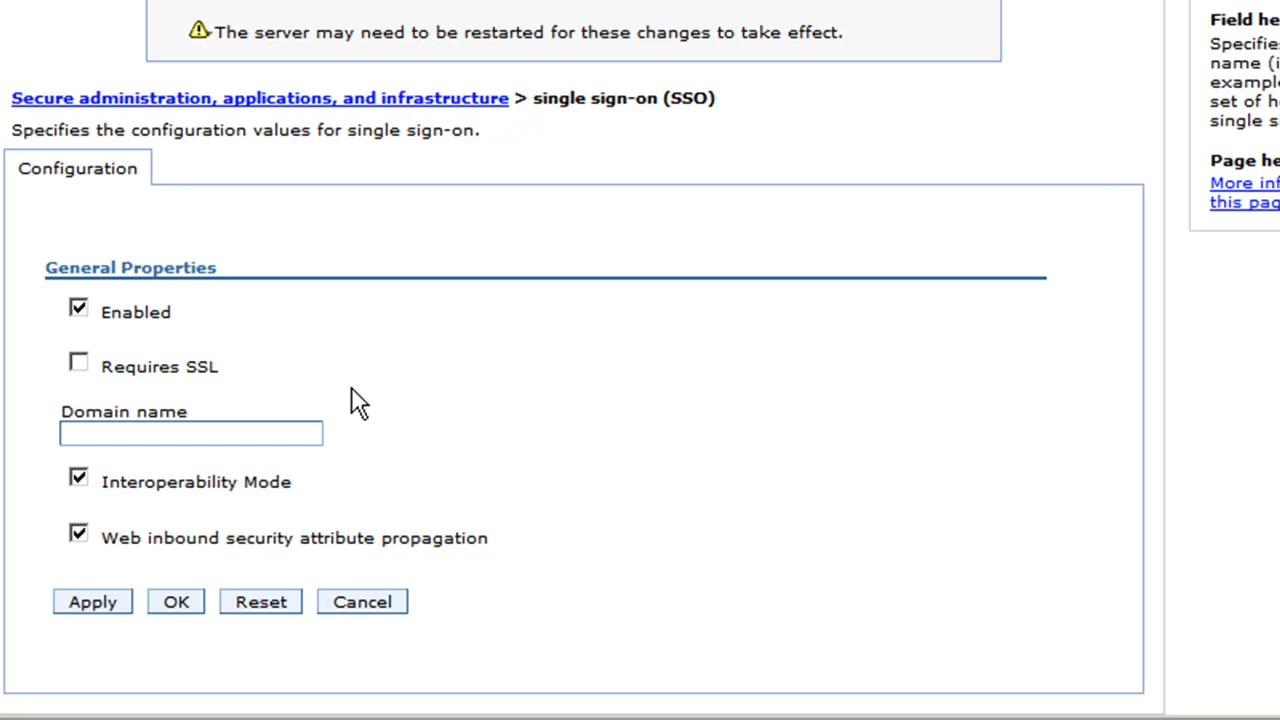 The server may need to be restarted for these changes to take effect.
Secure administration, applications, and infrastructure > single sign-on (SSO)
Specifies the configuration values for single sign-on.
Configuration
General Properties
Enabled
Requires SSL
Domain name
Interoperability Mode
Web inbound security attribute propagation
Apply OK Reset Cancel
Field he
Specifie
name (i
example
set of h
single s
Page he
More inf
this pag